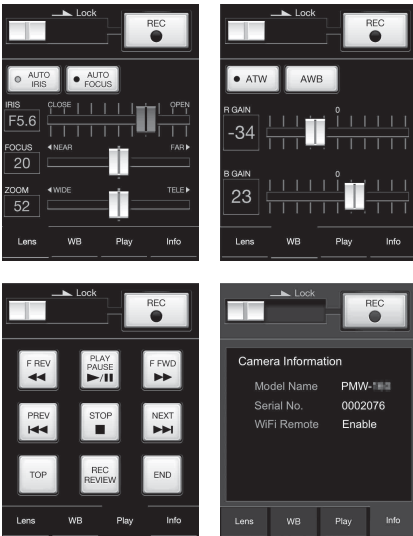 Lock
REC
AUTO
IRIS
AUTO
FOCUS
IRIS
CLOSE
OPEN
F5.6
FOCUS
NEAR
FAR
20
ZOOM
WIDE
TELE
52
Lens WB Play Info
Lock
REC
ATW
AWB
R GAIN
0
-34
B GAIN
0
23
Lens WB Play Info
Lock
REC
F REV
PLAY
PAUSE
F FWD
PREV
STOP
NEXT
TOP
REC
REVIEW
END
Lens WB Play Info
Lock
REC
Camera Information
Model Name PMW-
Serial No. 0002076
WiFi Remote Enable
Lens WB Play Info